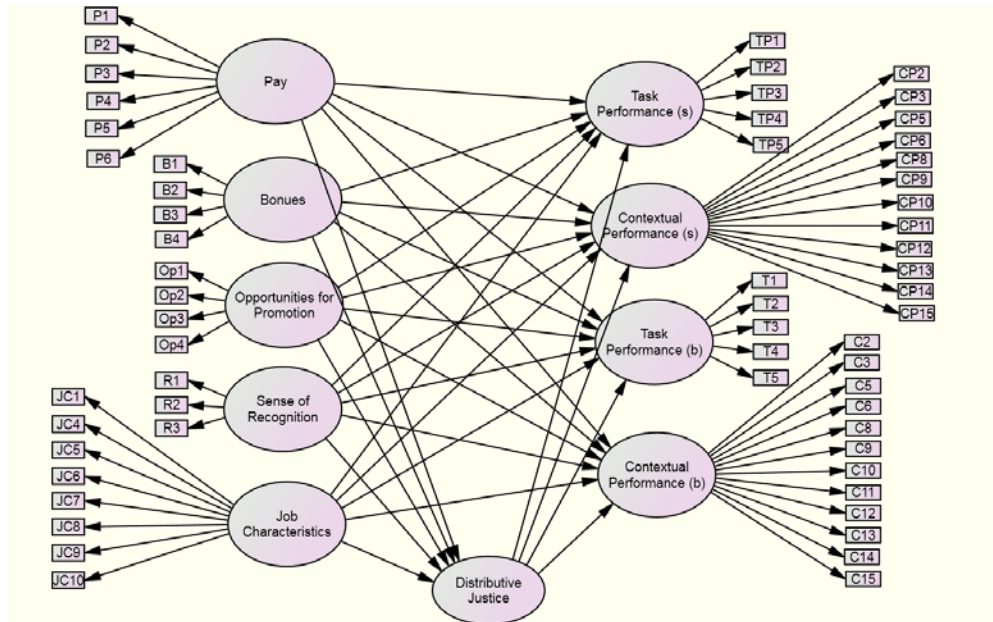 P1
P2
P3
P4
P5
P6
Pay
B1
B2
B3
B4
Bonues
Op1
Op2
Op3
Op4
Opportunities for
Promotion
R1
R2
R3
Sense of
Recognition
JC1
JC4
JC5
JC6
JC7
JC8
JC9
JC10
Job
Characteristics
Distributive
Justice
Task
Performance (s)
TP1
TP2
TP3
TP4
TP5
Contextual
Performance (s)
CP2
CP3
CP5
CP6
CP8
CP9
CP10
CP11
CP12
CP13
CP14
CP15
Task
Performance (b)
T1
T2
T3
T4
T5
Contextual
Performance (b)
C2
C3
C5
C6
C8
C9
C10
C11
C12
C13
C14
C15